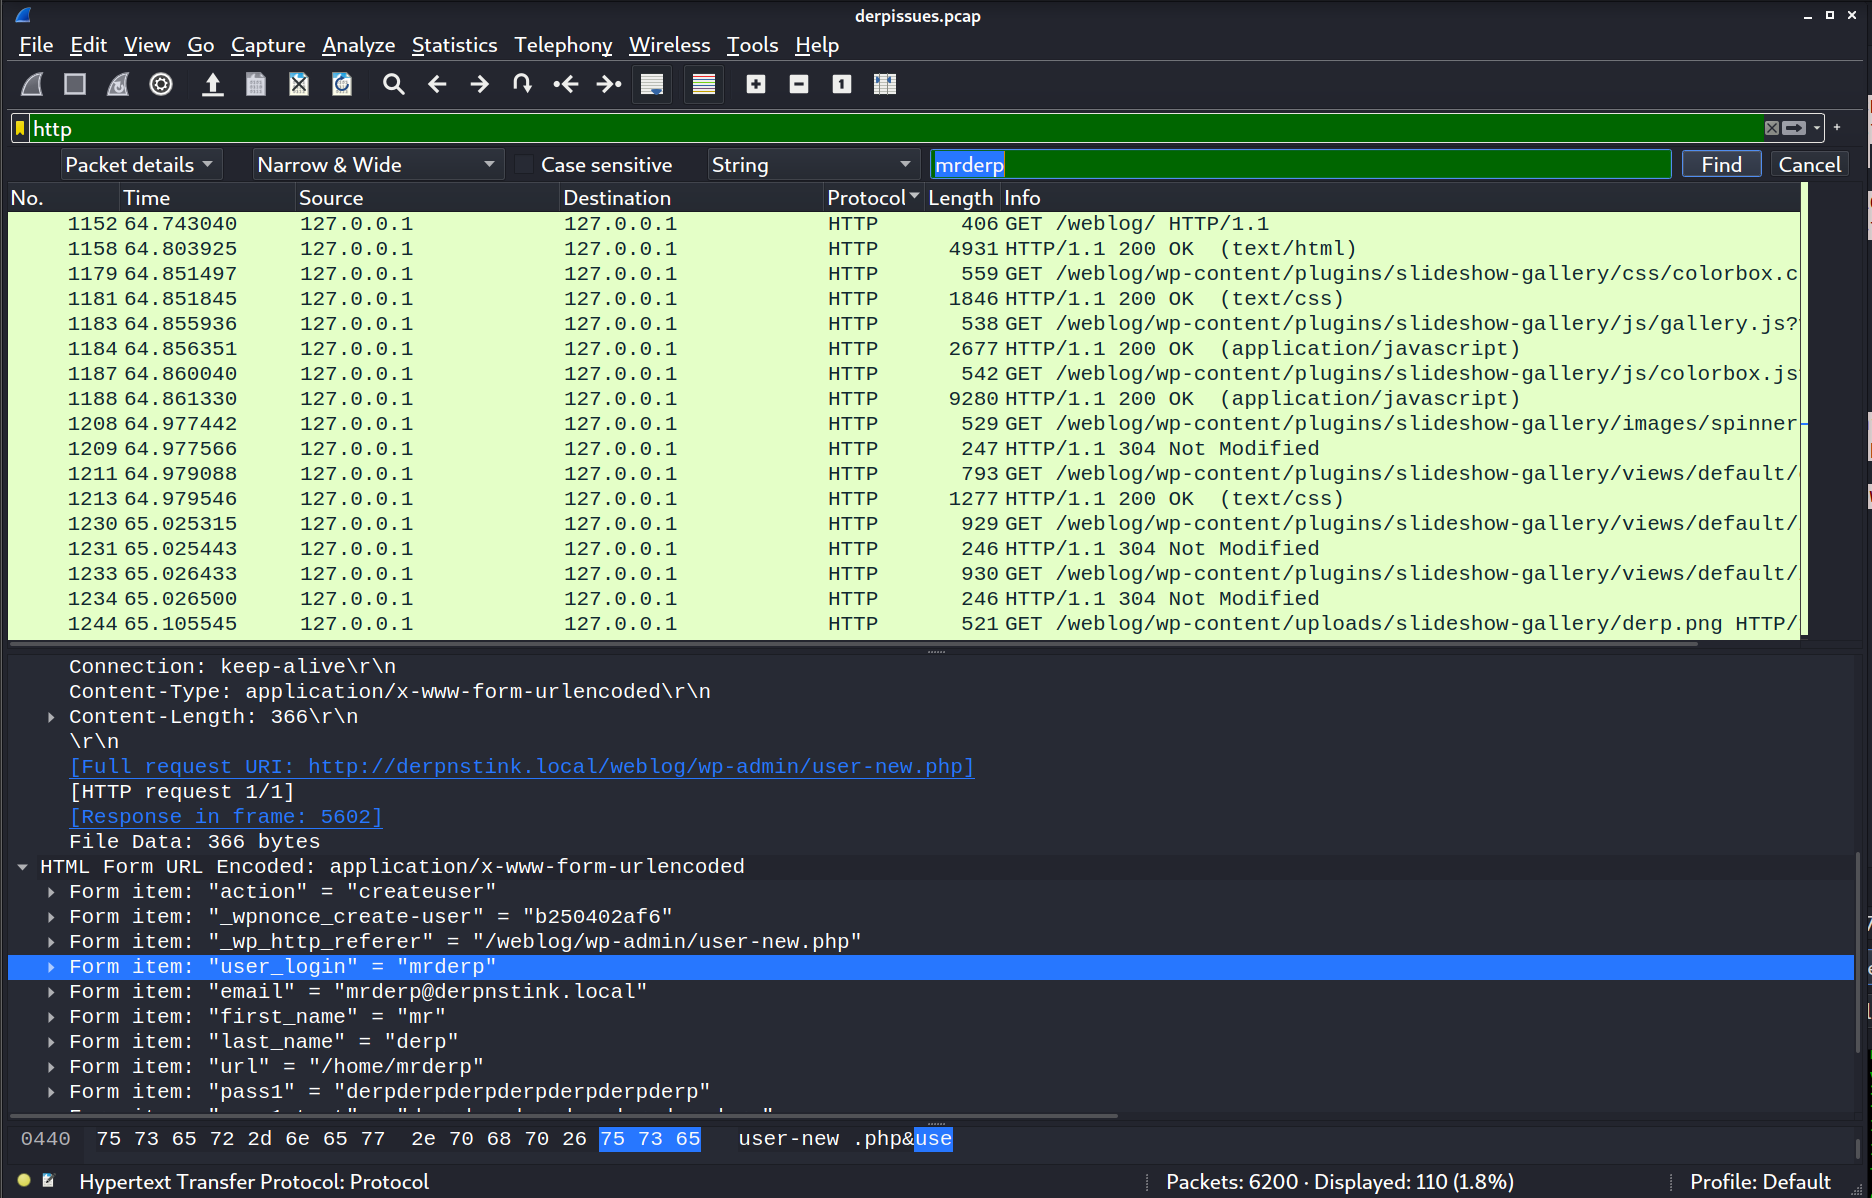 derpissues.pcap
File Edit View Go Capture Analyze Statistics Telephony Wireless Tools Help
http
Packet details Narrow & Wide Case sensitive String mrderp Find Cancel
No. Time Source Destination Protocol Length Info
1152 64.743040 127.0.0.1 127.0.0.1 HTTP 406 GET /weblog/ HTTP/1.1
1158 64.803925 127.0.0.1 127.0.0.1 HTTP 4931 HTTP/1.1 200 OK (text/html)
1179 64.851497 127.0.0.1 127.0.0.1 HTTP 559 GET /weblog/wp-content/plugins/slideshow-gallery/css/colorbox.c
1181 64.851845 127.0.0.1 127.0.0.1 HTTP 1846 HTTP/1.1 200 OK (text/css)
1183 64.855936 127.0.0.1 127.0.0.1 HTTP 538 GET /weblog/wp-content/plugins/slideshow-gallery/js/gallery.js?
1184 64.856351 127.0.0.1 127.0.0.1 HTTP 2677 HTTP/1.1 200 OK (application/javascript)
1187 64.860040 127.0.0.1 127.0.0.1 HTTP 542 GET /weblog/wp-content/plugins/slideshow-gallery/js/colorbox.js
1188 64.861330 127.0.0.1 127.0.0.1 HTTP 9280 HTTP/1.1 200 OK (application/javascript)
1208 64.977442 127.0.0.1 127.0.0.1 HTTP 529 GET /weblog/wp-content/plugins/slideshow-gallery/images/spinner
1209 64.977566 127.0.0.1 127.0.0.1 HTTP 247 HTTP/1.1 304 Not Modified
1211 64.979088 127.0.0.1 127.0.0.1 HTTP 793 GET /weblog/wp-content/plugins/slideshow-gallery/views/default/
1213 64.979546 127.0.0.1 127.0.0.1 HTTP 1277 HTTP/1.1 200 OK (text/css)
1230 65.025315 127.0.0.1 127.0.0.1 HTTP 929 GET /weblog/wp-content/plugins/slideshow-gallery/views/default/
1231 65.025443 127.0.0.1 127.0.0.1 HTTP 246 HTTP/1.1 304 Not Modified
1233 65.026433 127.0.0.1 127.0.0.1 HTTP 930 GET /weblog/wp-content/plugins/slideshow-gallery/views/default/
1234 65.026500 127.0.0.1 127.0.0.1 HTTP 246 HTTP/1.1 304 Not Modified
1244 65.105545 127.0.0.1 127.0.0.1 HTTP 521 GET /weblog/wp-content/uploads/slideshow-gallery/derp.png HTTP/
Connection: keep-alive\r\n
Content-Type: application/x-www-form-urlencoded\r\n
Content-Length: 366\r\n
\r\n
[Full request URI: http://derpnstink.local/weblog/wp-admin/user-new.php]
[HTTP request 1/1]
[Response in frame: 5602]
File Data: 366 bytes
HTML Form URL Encoded: application/x-www-form-urlencoded
Form item: "action" = "createuser"
Form item: "_wpnonce_create-user" = "b250402af6"
Form item: "_wp_http_referer" = "/weblog/wp-admin/user-new.php"
Form item: "user_login" = "mrderp"
Form item: "email" = "mrderp@derpnstink.local"
Form item: "first_name" = "mr"
Form item: "last_name" = "derp"
Form item: "url" = "/home/mrderp"
Form item: "pass1" = "derpderpderpderpderpderpderp"
0440 75 73 65 72 2d 6e 65 77 2e 70 68 70 26 75 73 65 user-new .php&use
Hypertext Transfer Protocol: Protocol Packets: 6200 · Displayed: 110 (1.8%) Profile: Default